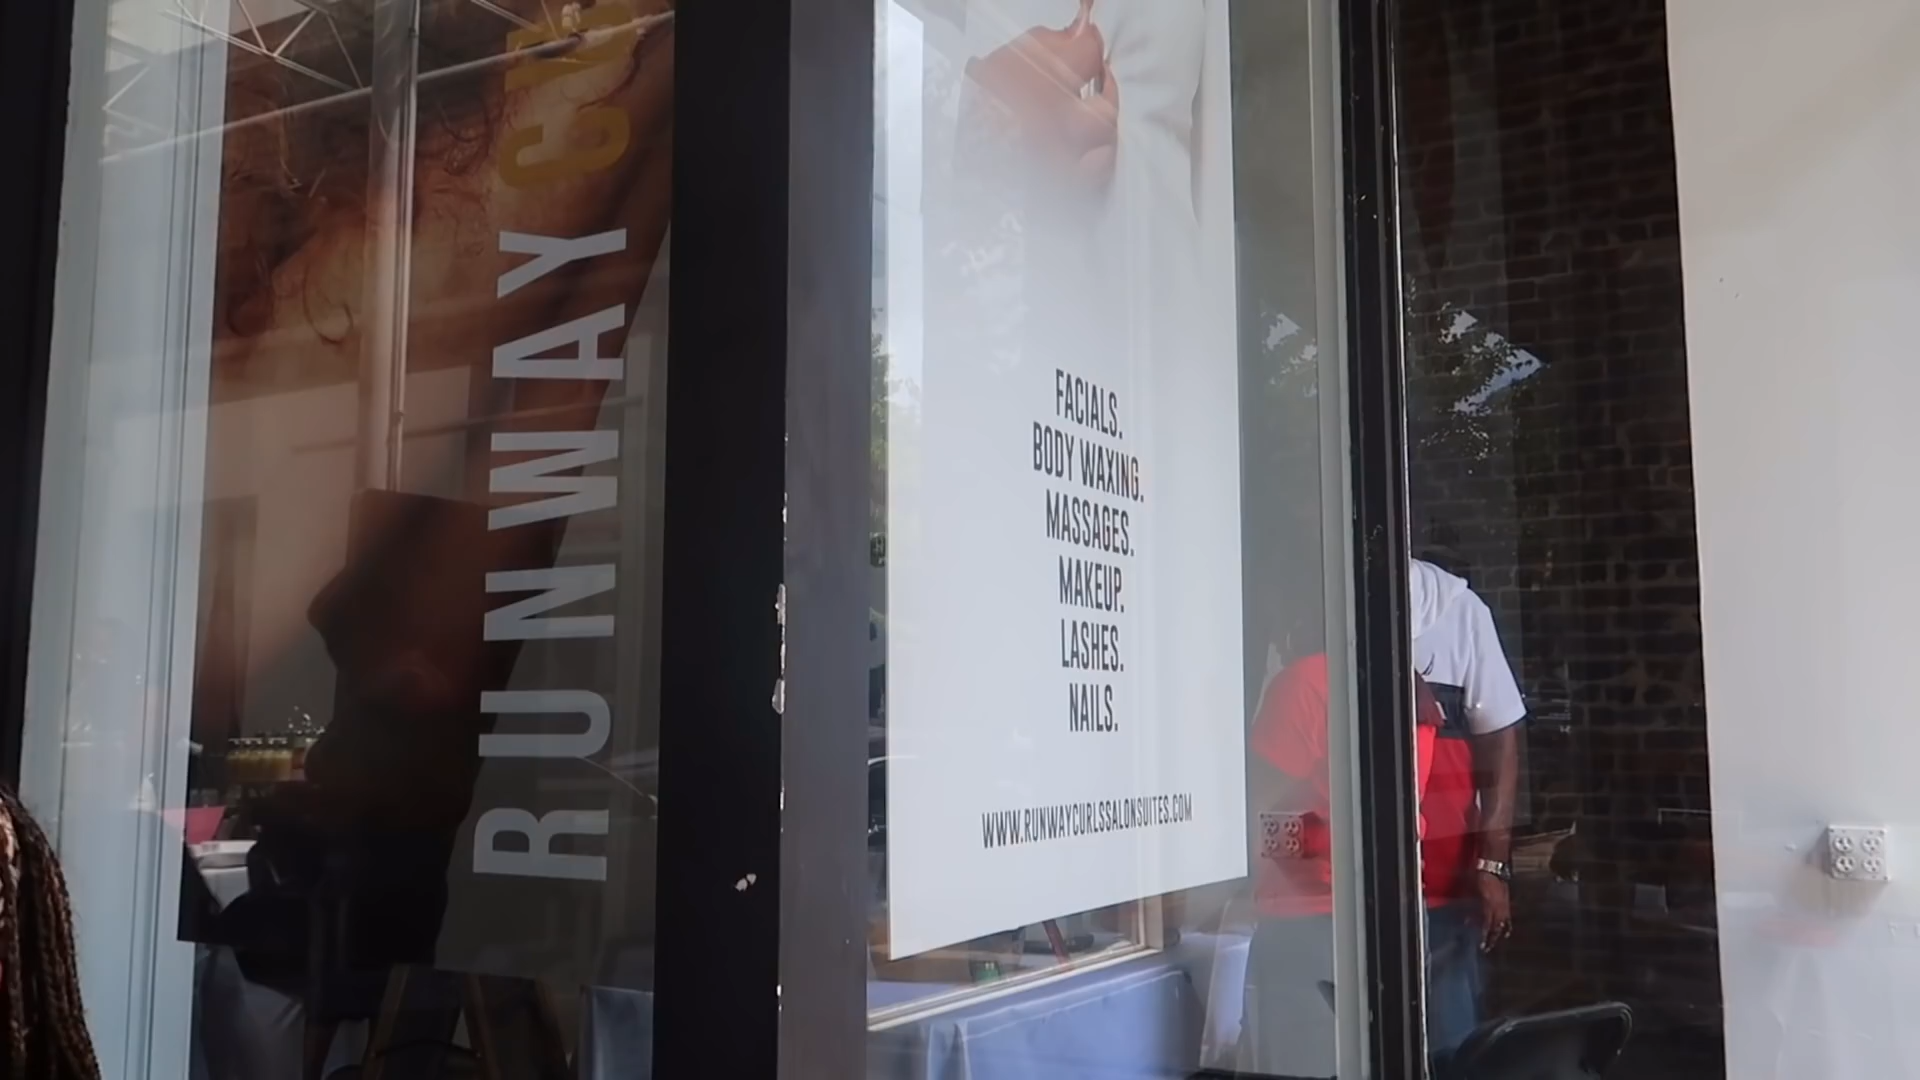 RUNWAY
FACIALS.
BODY WAXING.
MASSAGES.
MAKEUP.
LASHES.
NAILS.
WWW.RUNWAYCURLSSALONSUITES.COM